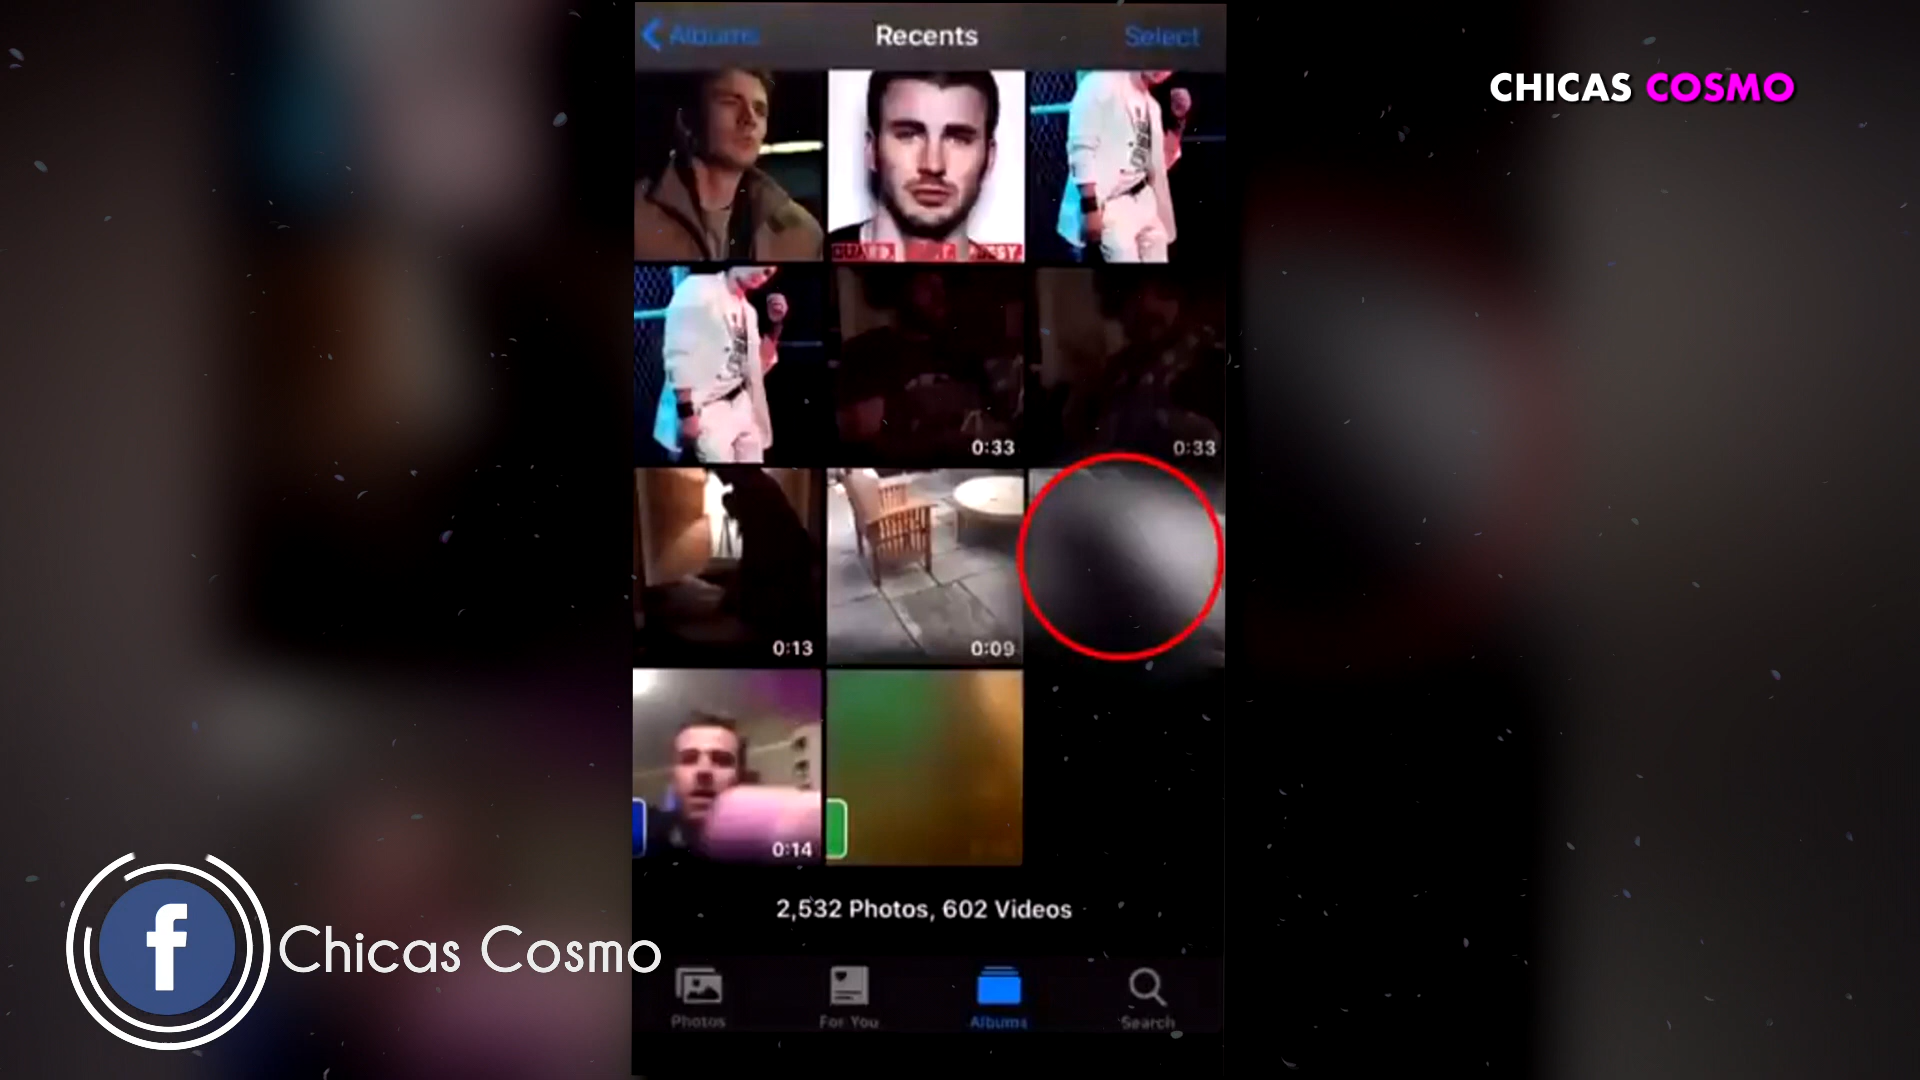 Albums
Recents
Select
CHICAS COSMO
GUARD
0:33
0:33
0:13
0:09
0:14
2,532 Photos, 602 Videos
f
Chicas Cosmo
Photos
For You
Albums
Search